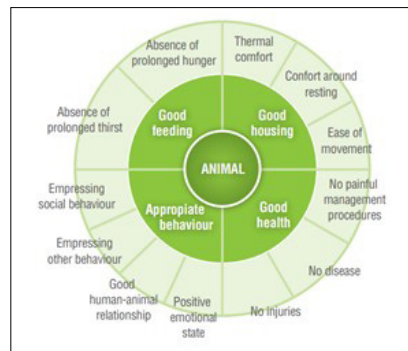 Absence of
prolonged hunger
Thermal
comfort
Confort around
resting
Ease of
movement
No painful
management
procedures
No disease
No Injuries
Positive
emotional
state
Good
human-animal
relationship
Empressing
other behaviour
Empressing
social behaviour
Absence of
prolonged thirst
Good
feeding
Good
housing
Good
health
Appropiate
behaviour
ANIMAL